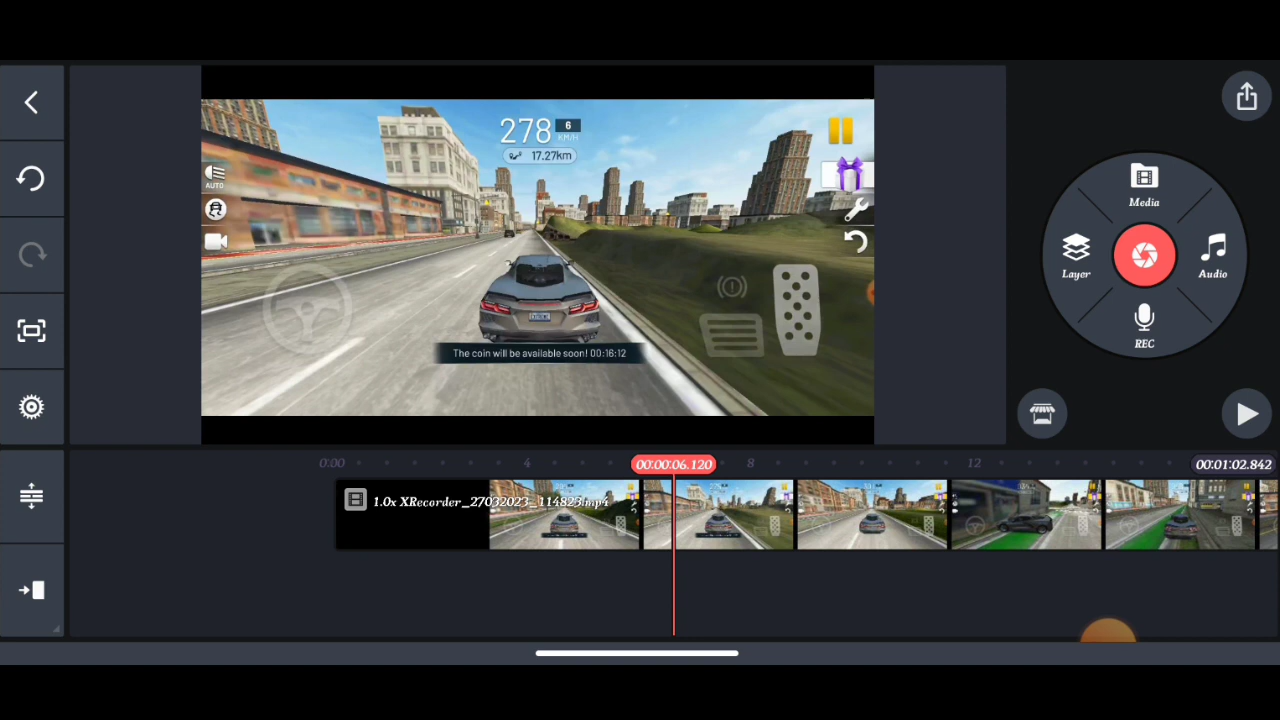 278 6
KM/H
17.27km
AUTO
The coin will be available soon! 00:16:12
Media
Layer
Audio
REC
0:00 4 00:00:06.120 8 12 00:01:02.842
1.0x XRecorder_27032023_114823.mp4